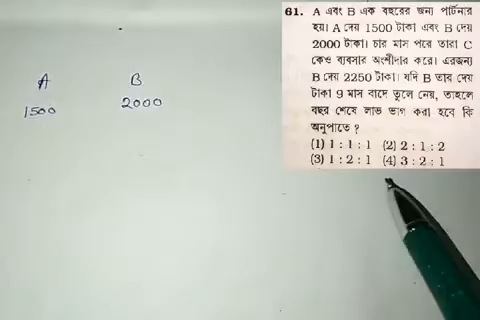 A B
1500 2000
61. A এবং B এক বছরের জন্য পার্টনার
হয়। A দেয় 1500 টাকা এবং B দেয়
2000 টাকা। চার মাস পরে তারা C
কেও ব্যবসার অংশীদার করে। এরজন্য
B দেয় 2250 টাকা। যদি B তার দেয়
টাকা 9 মাস বাদে তুলে নেয়, তাহলে
বছর শেষে লাভ ভাগ করা হবে কি
অনুপাতে ?
(1) 1 : 1 : 1 (2) 2 : 1 : 2
(3) 1 : 2 : 1 (4) 3 : 2 : 1